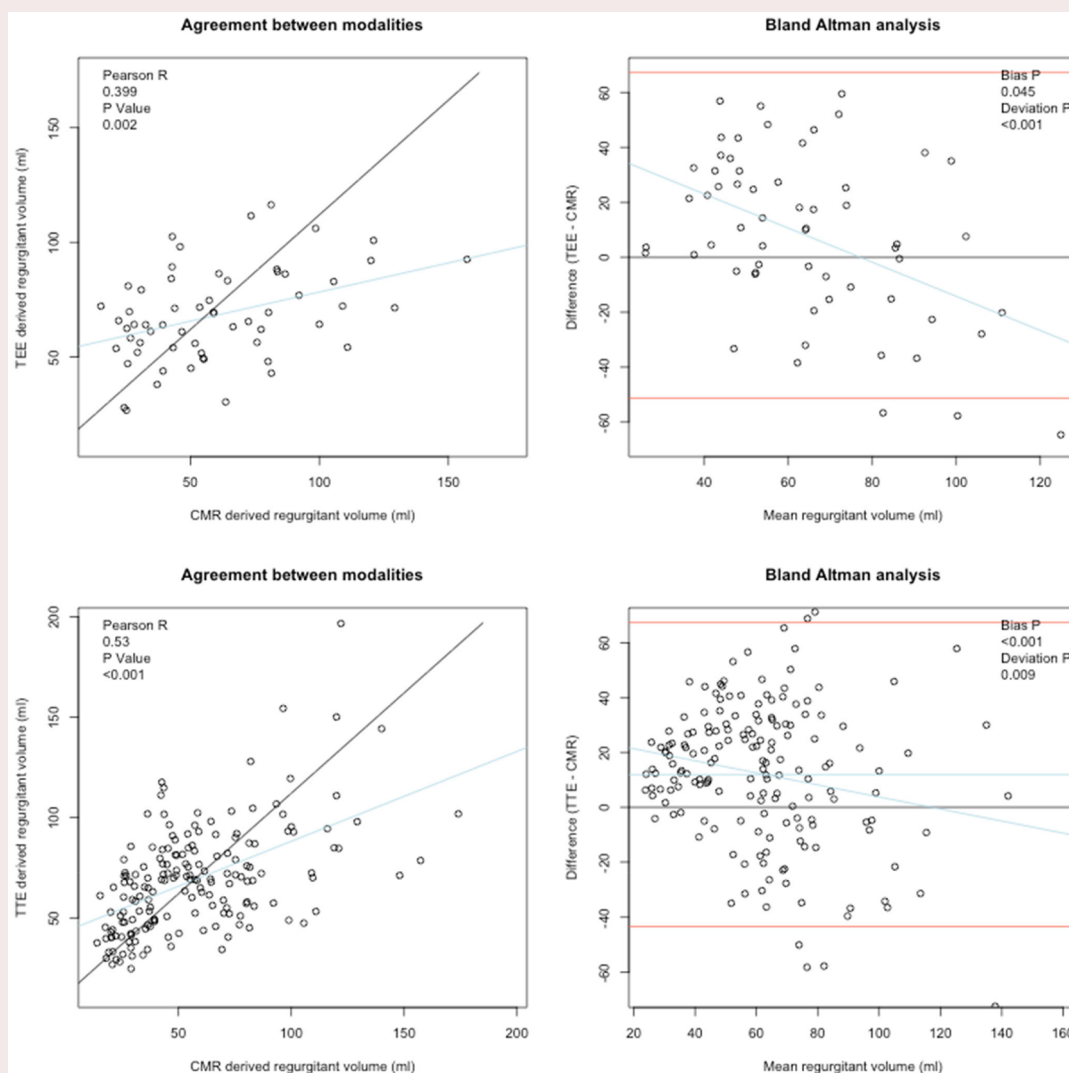 Agreement between modalities
Pearson R
0.399
P Value
0.002
TEE derived regurgitant volume (ml)
150
100
50
50
100
150
CMR derived regurgitant volume (ml)
Bland Altman analysis
Bias P
0.045
Deviation P
<0.001
Difference (TEE - CMR)
60
40
20
0
-20
-40
-60
40
60
80
100
120
Mean regurgitant volume (ml)
Agreement between modalities
Pearson R
0.53
P Value
<0.001
TTE derived regurgitant volume (ml)
200
150
100
50
50
100
150
200
CMR derived regurgitant volume (ml)
Bland Altman analysis
Bias P
<0.001
Deviation P
0.009
Difference (TTE - CMR)
60
40
20
0
-20
-40
-60
20
40
60
80
100
120
140
160
Mean regurgitant volume (ml)